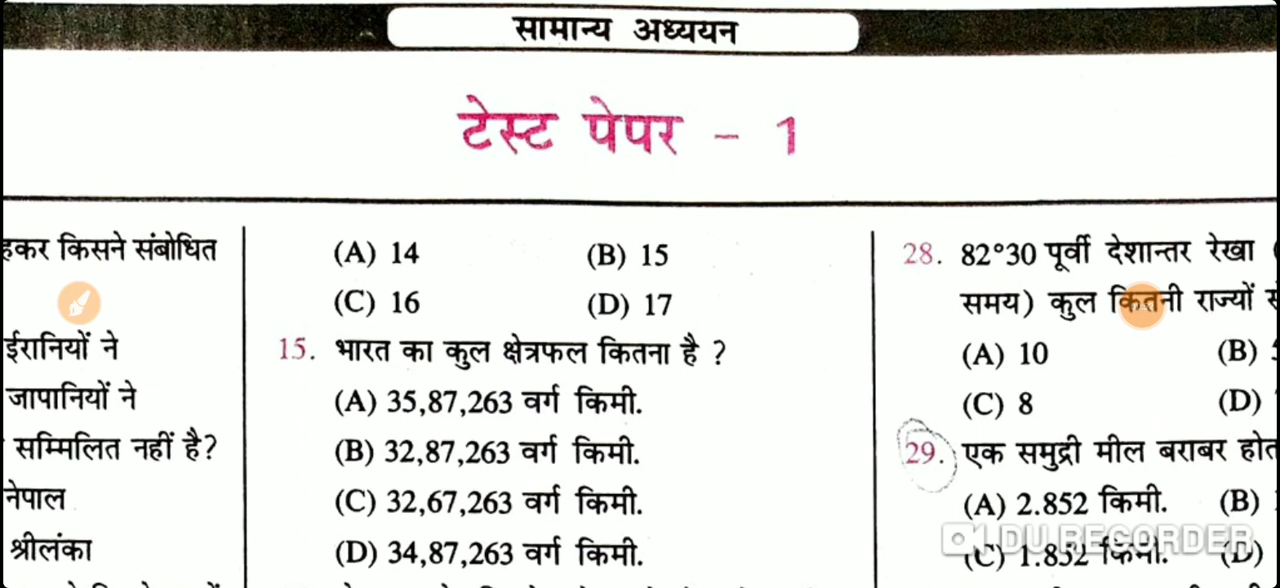 सामान्य अध्ययन
टेस्ट पेपर - 1
हकर किसने संबोधित
ईरानियों ने
जापानियों ने
सम्मिलित नहीं है?
नेपाल
श्रीलंका
(A) 14 (B) 15
(C) 16 (D) 17
15. भारत का कुल क्षेत्रफल कितना है ?
(A) 35,87,263 वर्ग किमी.
(B) 32,87,263 वर्ग किमी.
(C) 32,67,263 वर्ग किमी.
(D) 34,87,263 वर्ग किमी.
28. 82°30 पूर्वी देशान्तर रेखा (
समय) कुल कितनी राज्यों
(A) 10 (B)
(C) 8 (D)
29. एक समुद्री मील बराबर होत
(A) 2.852 किमी. (B)
(C) 1.852 किमी. (D)
DU RECORDER